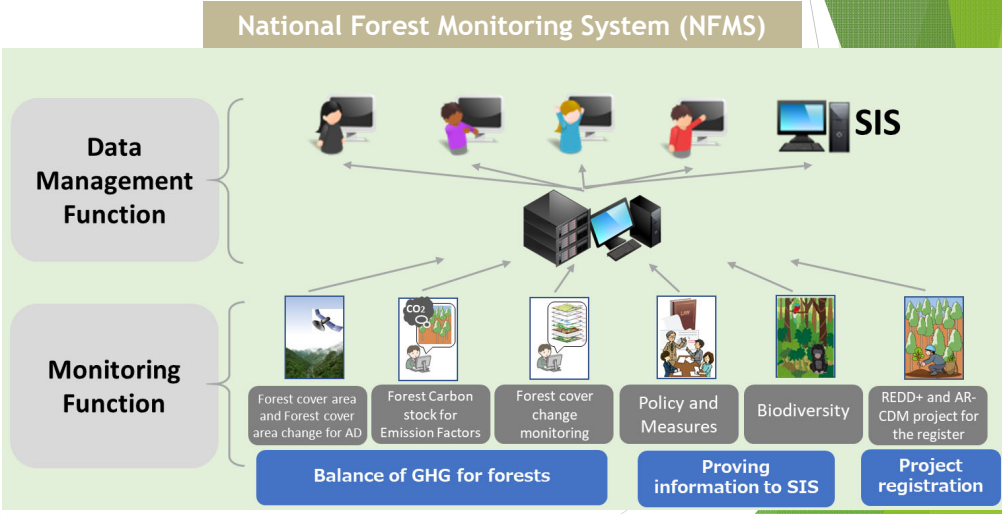 National Forest Monitoring System (NFMS)
Data
Management
Function
SIS
Monitoring
Function
CO2
LAW
Forest cover area
and Forest cover
area change for AD
Forest Carbon
stock for
Emission Factors
Forest cover
change
monitoring
Policy and
Measures
Biodiversity
REDD+ and AR-
CDM project for
the register
Balance of GHG for forests
Proving
information to SIS
Project
registration